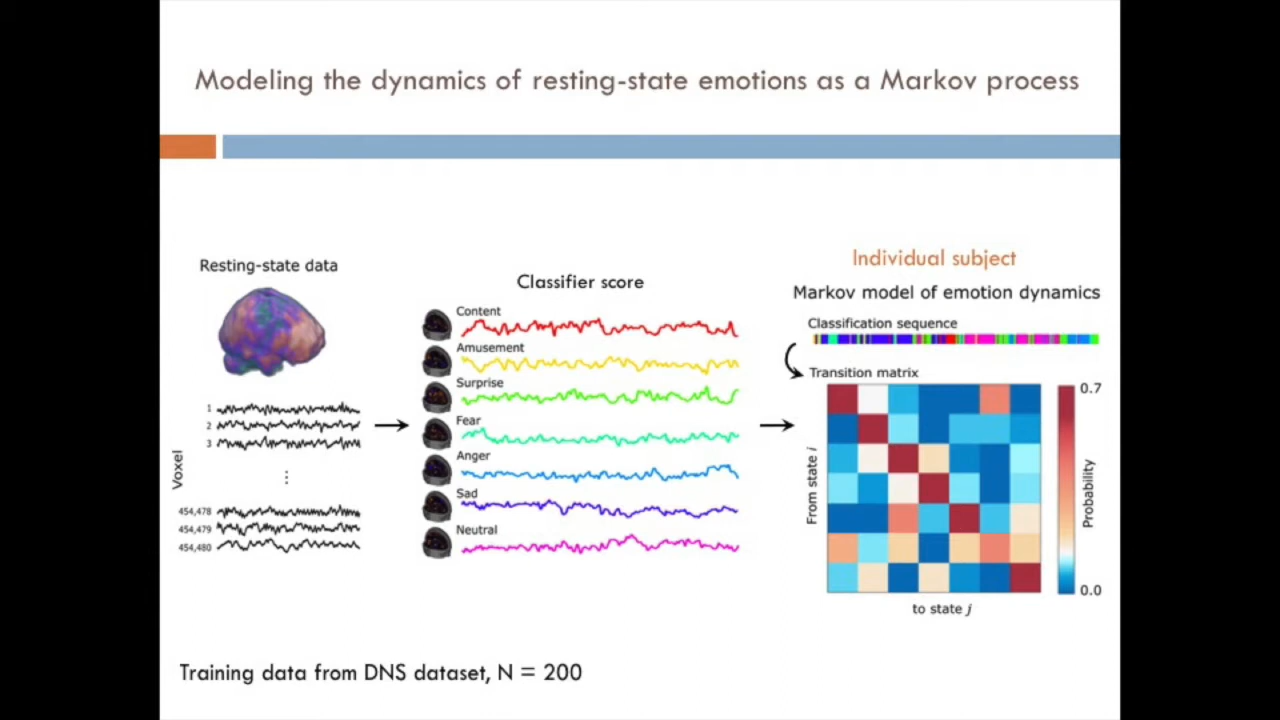 Modeling the dynamics of resting-state emotions as a Markov process
Resting-state data
Voxel
1
2
3
⋮
454,478
454,479
454,480
Classifier score
Content
Amusement
Surprise
Fear
Anger
Sad
Neutral
Individual subject
Markov model of emotion dynamics
Classification sequence
Transition matrix
From state i
to state j
0.7
Probability
0.0
Training data from DNS dataset, N = 200